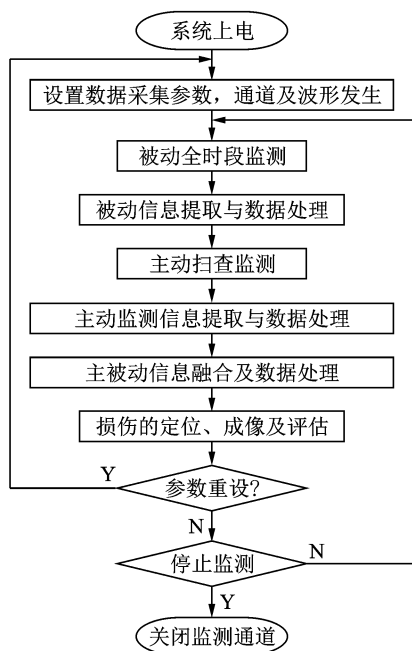 系统上电
设置数据采集参数，通道及波形发生
被动全时段监测
被动信息提取与数据处理
主动扫查监测
主动监测信息提取与数据处理
主被动信息融合及数据处理
损伤的定位、成像及评估
Y
参数重设?
N
停止监测
N
Y
关闭监测通道